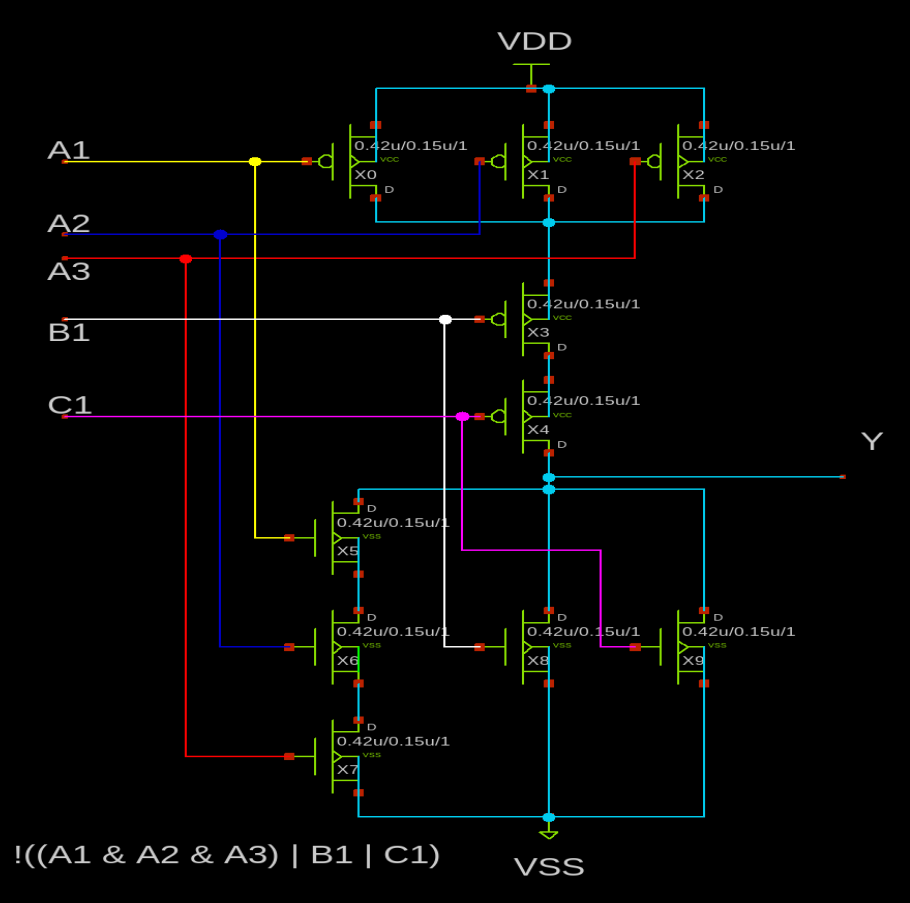 VDD
A1
0.42u/0.15u/1
VCC
X0
D
0.42u/0.15u/1
VCC
X1
D
0.42u/0.15u/1
VCC
X2
D
A2
A3
B1
0.42u/0.15u/1
VCC
X3
D
C1
0.42u/0.15u/1
VCC
X4
D
Y
D
0.42u/0.15u/1
VSS
X5
D
0.42u/0.15u/1
VSS
X6
D
0.42u/0.15u/1
VSS
X8
D
0.42u/0.15u/1
VSS
X9
D
0.42u/0.15u/1
VSS
X7
!((A1 & A2 & A3) | B1 | C1)
VSS